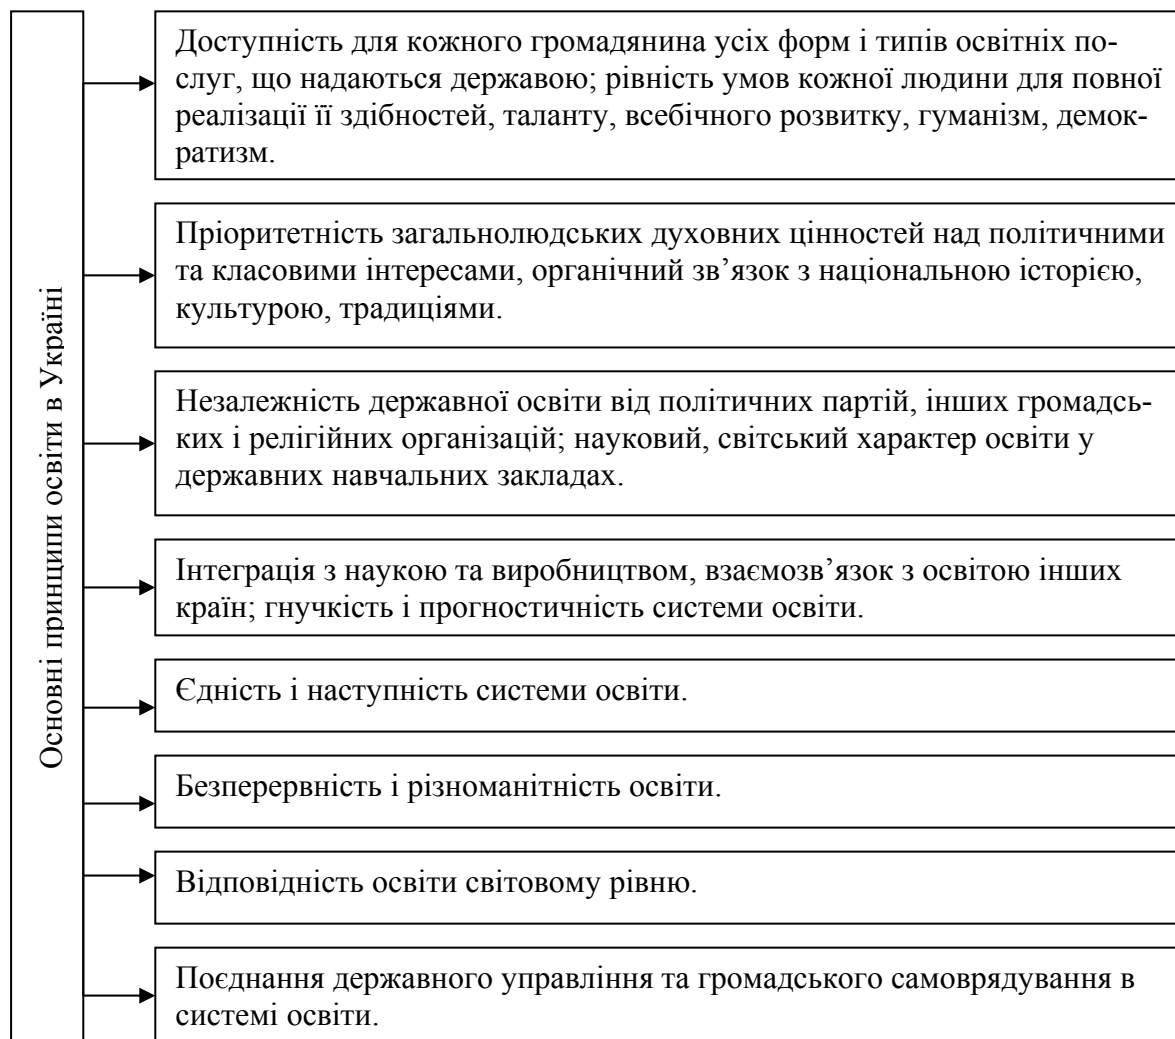 Основні принципи освіти в Україні
Доступність для кожного громадянина усіх форм і типів освітніх по-
слуг, що надаються державою; рівність умов кожної людини для повної
реалізації її здібностей, таланту, всебічного розвитку, гуманізм, демок-
ратизм.
Пріоритетність загальнолюдських духовних цінностей над політичними
та класовими інтересами, органічний зв’язок з національною історією,
культурою, традиціями.
Незалежність державної освіти від політичних партій, інших громадсь-
ких і релігійних організацій; науковий, світський характер освіти у
державних навчальних закладах.
Інтеграція з наукою та виробництвом, взаємозв’язок з освітою інших
країн; гнучкість і прогностичність системи освіти.
Єдність і наступність системи освіти.
Безперервність і різноманітність освіти.
Відповідність освіти світовому рівню.
Поєднання державного управління та громадського самоврядування в
системі освіти.